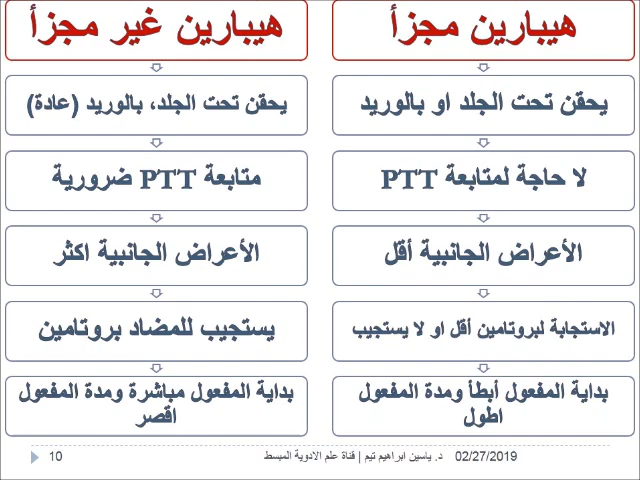 هيبارين مجزأ
يحقن تحت الجلد او بالوريد
لا حاجة لمتابعة PTT
الأعراض الجانبية أقل
الاستجابة لبروتامين أقل او لا يستجيب
بداية المفعول أبطأ ومدة المفعول
اطول
هيبارين غير مجزأ
يحقن تحت الجلد، بالوريد (عادة)
متابعة PTT ضرورية
الأعراض الجانبية اكثر
يستجيب للمضاد بروتامين
بداية المفعول مباشرة ومدة المفعول
اقصر
02/27/2019
د. ياسين ابراهيم تيم | قناة علم الادوية المبسط
10